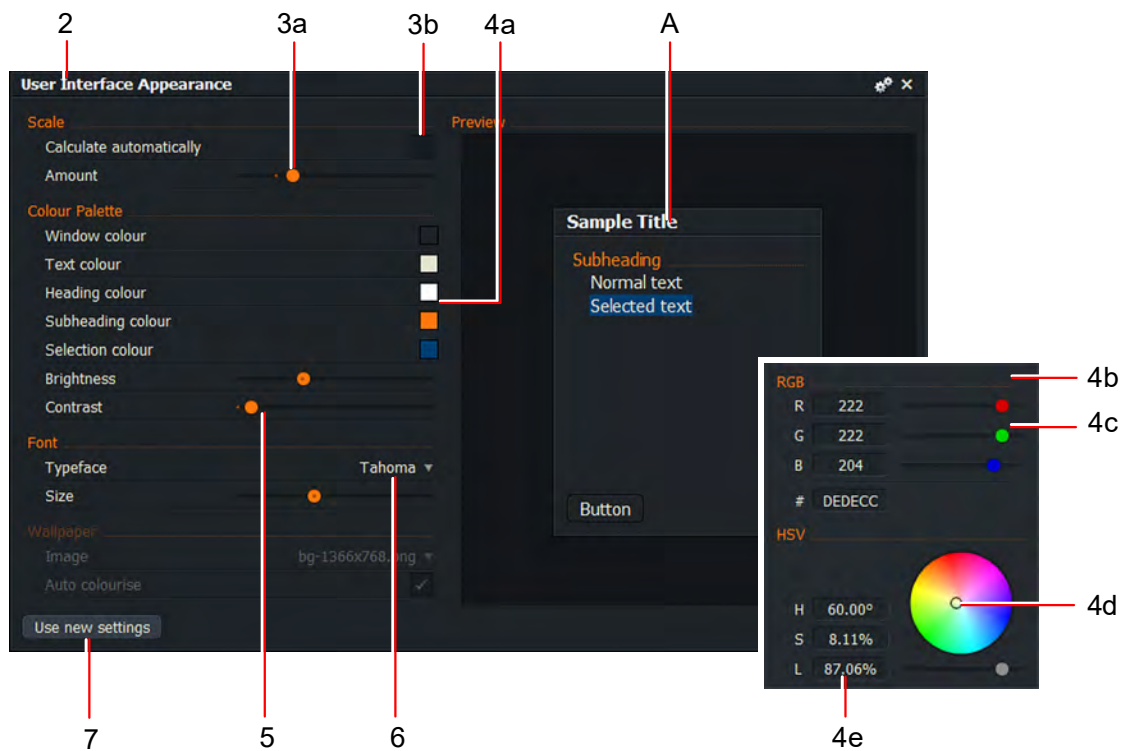 2 3a 3b 4a A
User Interface Appearance
Scale
Calculate automatically
Amount
Colour Palette
Window colour
Text colour
Heading colour
Subheading colour
Selection colour
Brightness
Contrast
Font
Typeface Tahoma
Size
Wallpaper
Image bg-1366x768.png
Auto colourise
Use new settings
Preview
Sample Title
Subheading
Normal text
Selected text
Button
RGB
R 222
G 222
B 204
# DEDECC
HSV
H 60.00º
S 8.11%
L 87.06%
4b
4c
4d
7 5 6 4e